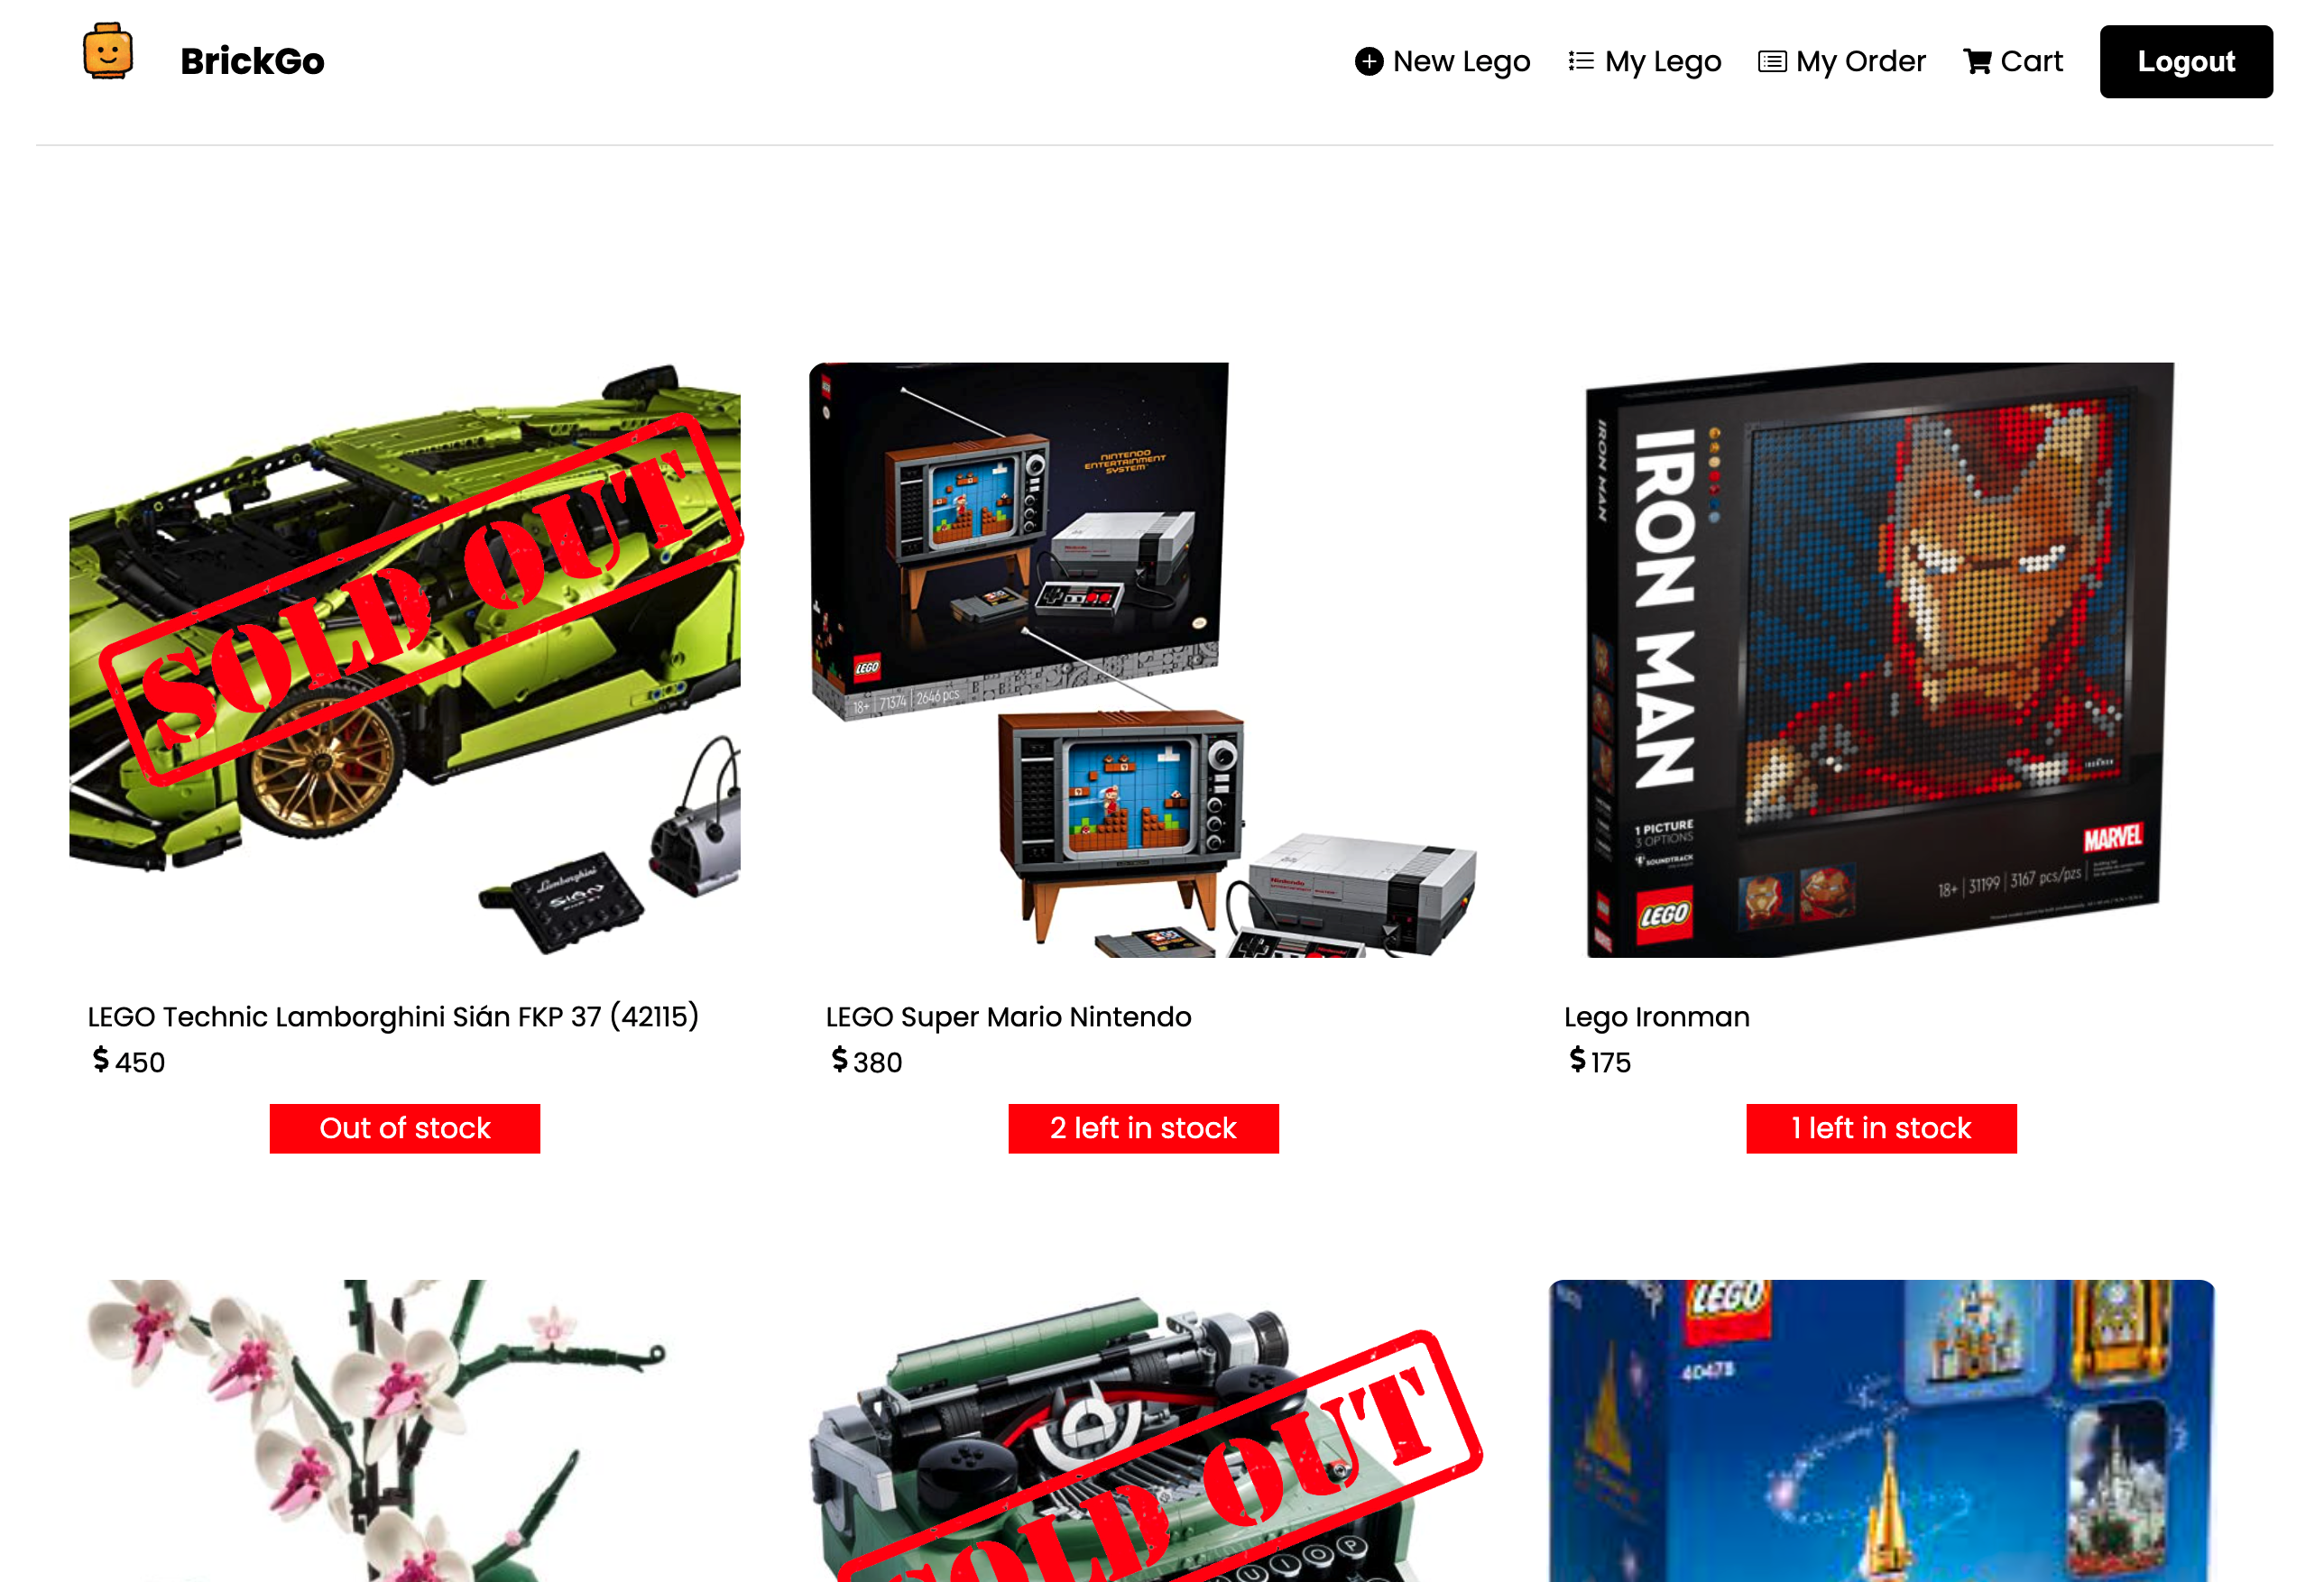 BrickGo
New Lego
My Lego
My Order
Cart
Logout
SOLD OUT
Lamborghini
SIÁN
NINTENDO
ENTERTAINMENT
SYSTEM
LEGO
18+ | 71374 | 2646 pcs
Nintendo
IRON MAN
IRON MAN
1 PICTURE
3 OPTIONS
SOUNDTRACK
LEGO
IRON MAN
MARVEL
18+ | 31199 | 3167 pcs/pzs
LEGO Technic Lamborghini Sián FKP 37 (42115)
$ 450
Out of stock
LEGO Super Mario Nintendo
$ 380
2 left in stock
Lego Ironman
$ 175
1 left in stock
SOLD OUT
U I O P
LEGO
40478